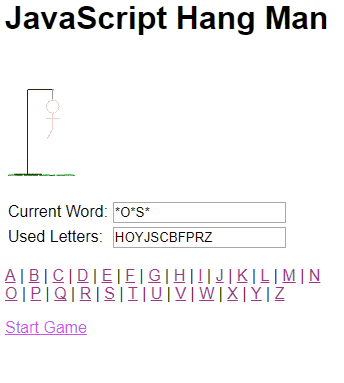 JavaScript Hang Man
Current Word: *O*S*
Used Letters: HOYJSCBFPRZ
A | B | C | D | E | F | G | H | I | J | K | L | M | N
O | P | Q | R | S | T | U | V | W | X | Y | Z
Start Game